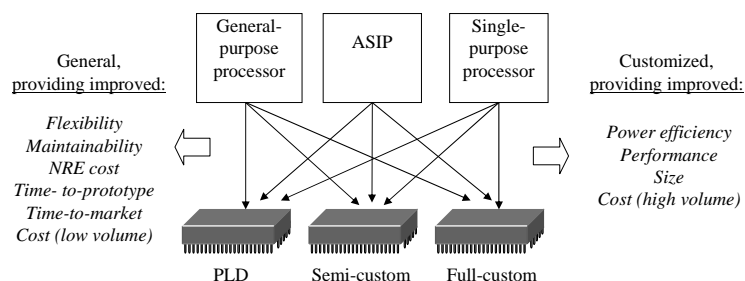 General,
providing improved:
Flexibility
Maintainability
NRE cost
Time- to-prototype
Time-to-market
Cost (low volume)
General-
purpose
processor
ASIP
Single-
purpose
processor
Customized,
providing improved:
Power efficiency
Performance
Size
Cost (high volume)
PLD
Semi-custom
Full-custom